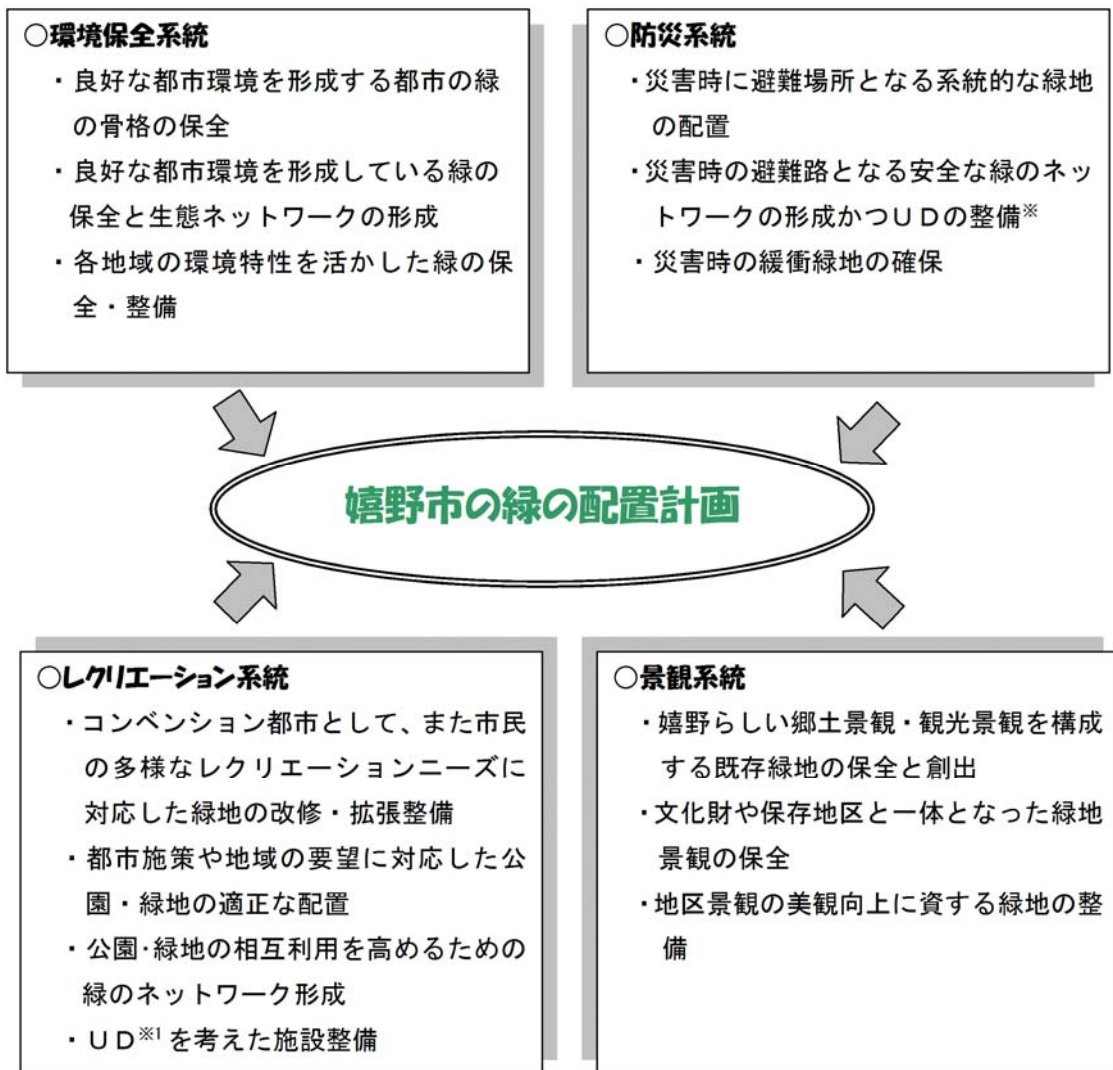 ○環境保全系統
・良好な都市環境を形成する都市の緑
の骨格の保全
・良好な都市環境を形成している緑の
保全と生態ネットワークの形成
・各地域の環境特性を活かした緑の保
全・整備
○防災系統
・災害時に避難場所となる系統的な緑地
の配置
・災害時の避難路となる安全な緑のネッ
トワークの形成かつUDの整備※
・災害時の緩衝緑地の確保
嬉野市の緑の配置計画
○レクリエーション系統
・コンベンション都市として、また市民
の多様なレクリエーションニーズに
対応した緑地の改修・拡張整備
・都市施策や地域の要望に対応した公
園・緑地の適正な配置
・公園・緑地の相互利用を高めるための
緑のネットワーク形成
・UD※1を考えた施設整備
○景観系統
・嬉野らしい郷土景観・観光景観を構成
する既存緑地の保全と創出
・文化財や保存地区と一体となった緑地
景観の保全
・地区景観の美観向上に資する緑地の整
備